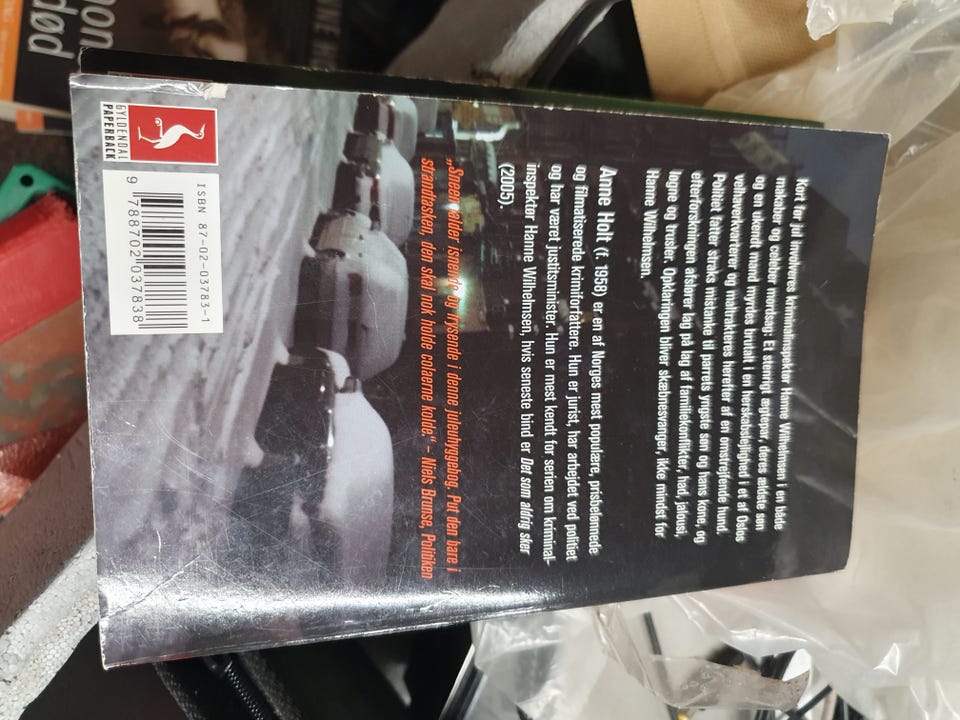 Kort før jul involveres kriminalinspektør Hanne Wilhelmsen i en både
makaber og celeber mordsag: Et stenrigt ægtepar, deres ældste søn
og en ukendt mand myrdes brutalt i en herskabslejlighed i et af Oslos
velhaverkvarterer og maltrakteres herefter af en omstrejfende hund.
Politiet fatter straks mistanke til parrets yngste søn og hans kone, og
efterforskningen afslører lag på lag af familiekonflikter, had, jalousi,
løgne og trusler. Opklaringen bliver skæbnesvanger, ikke mindst for
Hanne Wilhelmsen.
Anne Holt (f. 1958) er en af Norges mest populære, prisbelønnede
og filmatiserede krimiforfattere. Hun er jurist, har arbejdet ved politiet
og har været justitsminister. Hun er mest kendt for serien om kriminal-
inspektør Hanne Wilhelmsen, hvis seneste bind er Det som aldrig sker
(2005).
„Sneen falder isnende og frysende i denne juleuhyggebog. Put den bare i
strandtasken, den skal nok holde colaerne kolde.“ – Niels Brunse, Politiken
GYLDENDAL
PAPERBACK
ISBN 87-02-03783-1
9 788702 037838
død